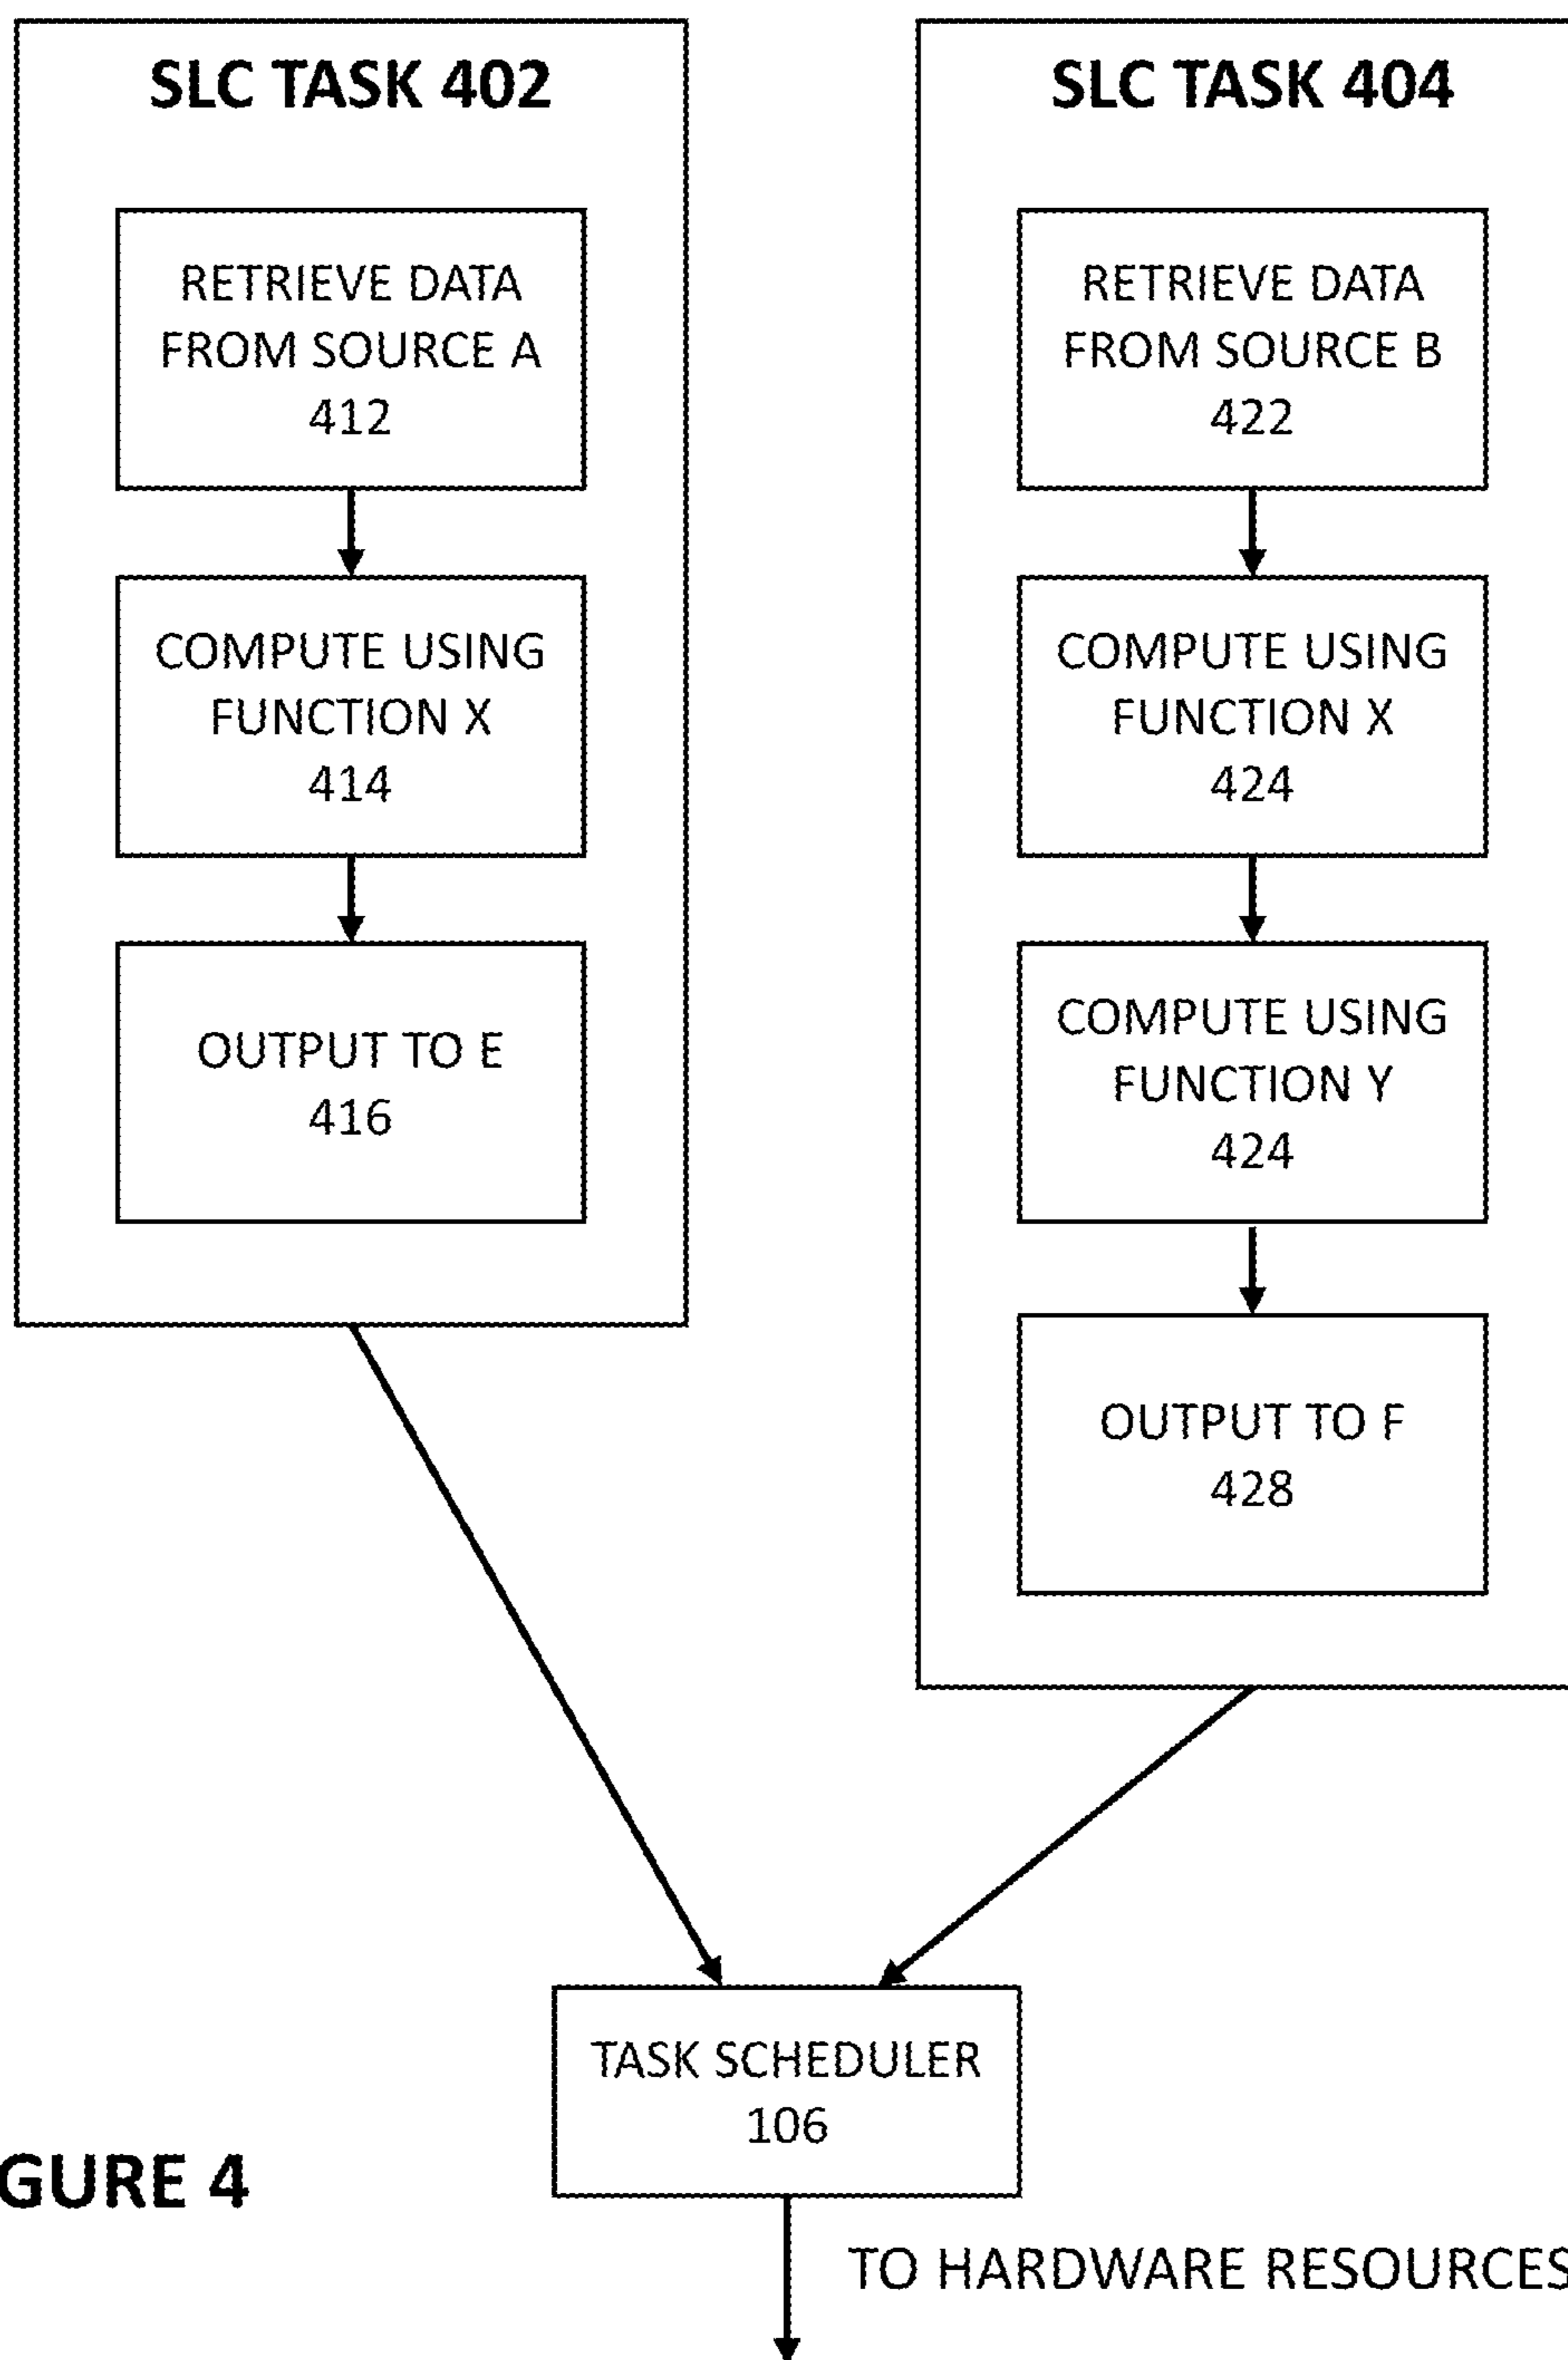 SLC TASK 402
RETRIEVE DATA
FROM SOURCE A
412
COMPUTE USING
FUNCTION X
414
OUTPUT TO E
416
SLC TASK 404
RETRIEVE DATA
FROM SOURCE B
422
COMPUTE USING
FUNCTION X
424
COMPUTE USING
FUNCTION Y
424
OUTPUT TO F
428
TASK SCHEDULER
106
GURE 4
TO HARDWARE RESOURCES